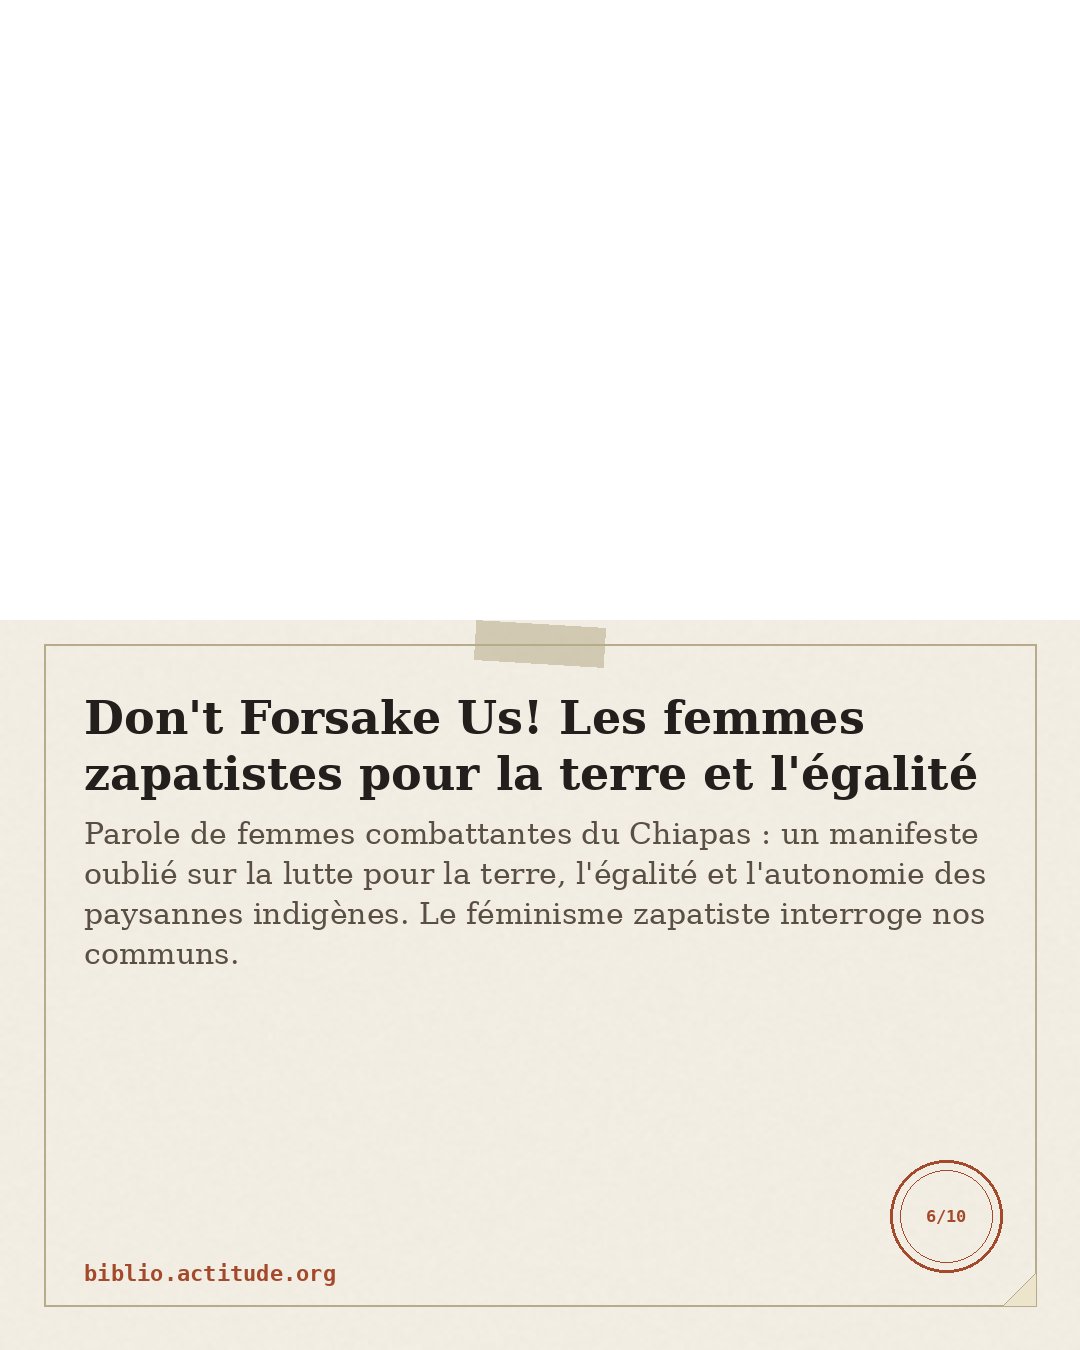 Don't Forsake Us! Les femmes
zapatistes pour la terre et l'égalité
Parole de femmes combattantes du Chiapas : un manifeste
oublié sur la lutte pour la terre, l'égalité et l'autonomie des
paysannes indigènes. Le féminisme zapatiste interroge nos
communs.
6/10
biblio.actitude.org